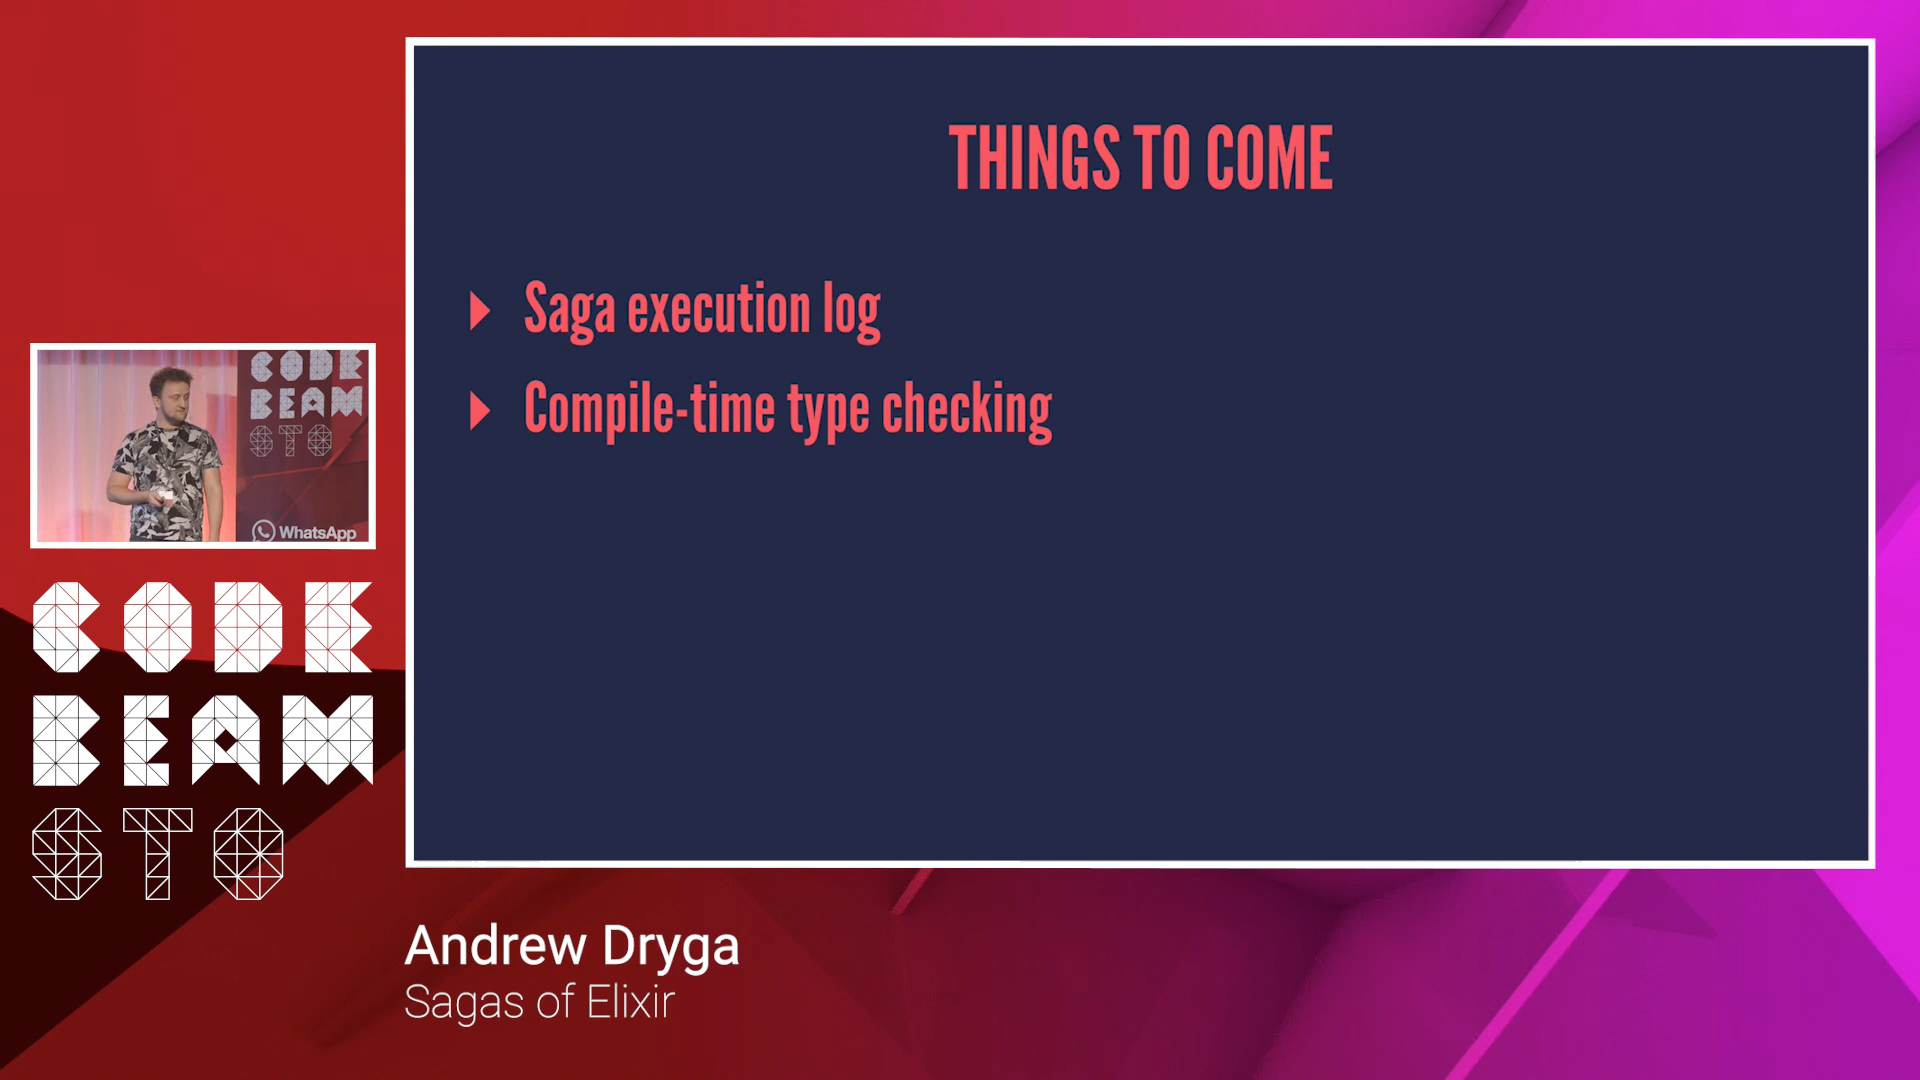 THINGS TO COME
Saga execution log
Compile-time type checking
CODE
BEAM
STO
WhatsApp
CODE
BEAM
STO
Andrew Dryga
Sagas of Elixir